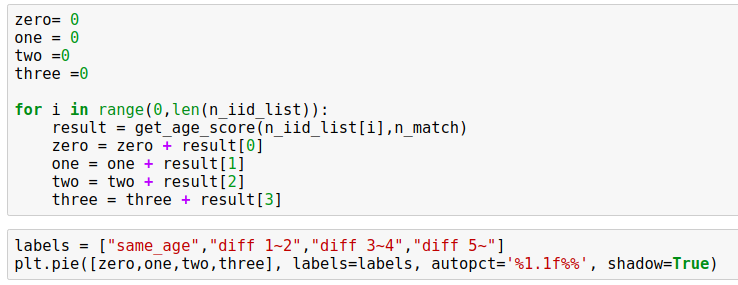 zero= 0
one = 0
two =0
three =0
for i in range(0,len(n_iid_list)):
    result = get_age_score(n_iid_list[i],n_match)
    zero = zero + result[0]
    one = one + result[1]
    two = two + result[2]
    three = three + result[3]
labels = ["same_age","diff 1~2","diff 3~4","diff 5~"]
plt.pie([zero,one,two,three], labels=labels, autopct='%1.1f%%', shadow=True)